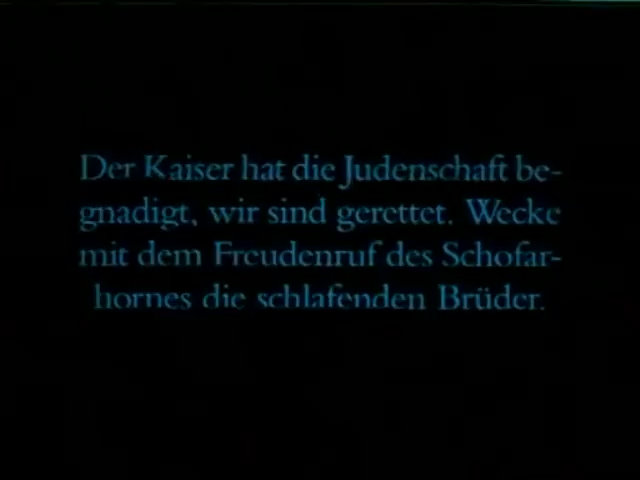 Der Kaiser hat die Judenschaft be-
gnadigt, wir sind gerettet. Wecke
mit dem Freudenruf des Schofar-
hornes die schlafenden Brüder.